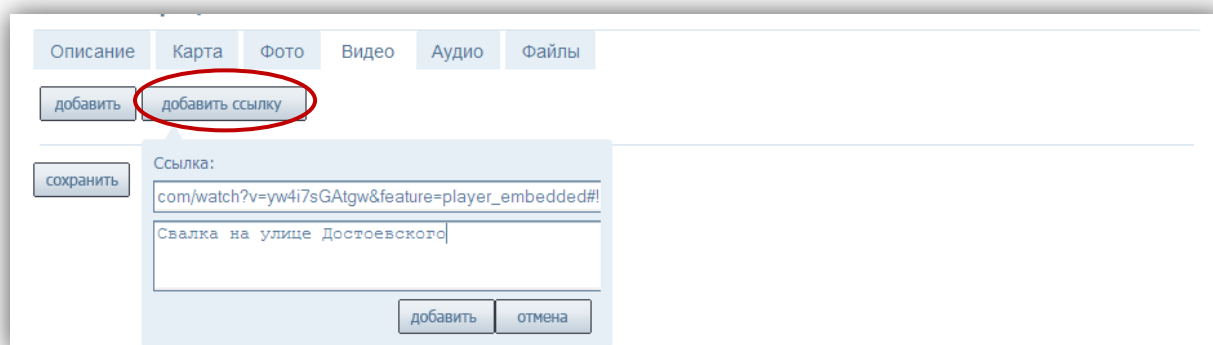 Описание Карта Фото Видео Аудио Файлы
добавить добавить ссылку
Ссылка:
сохранить
com/watch?v=yw4i7sGAtgw&feature=player_embedded#!
Свалка на улице Достоевского
добавить отмена